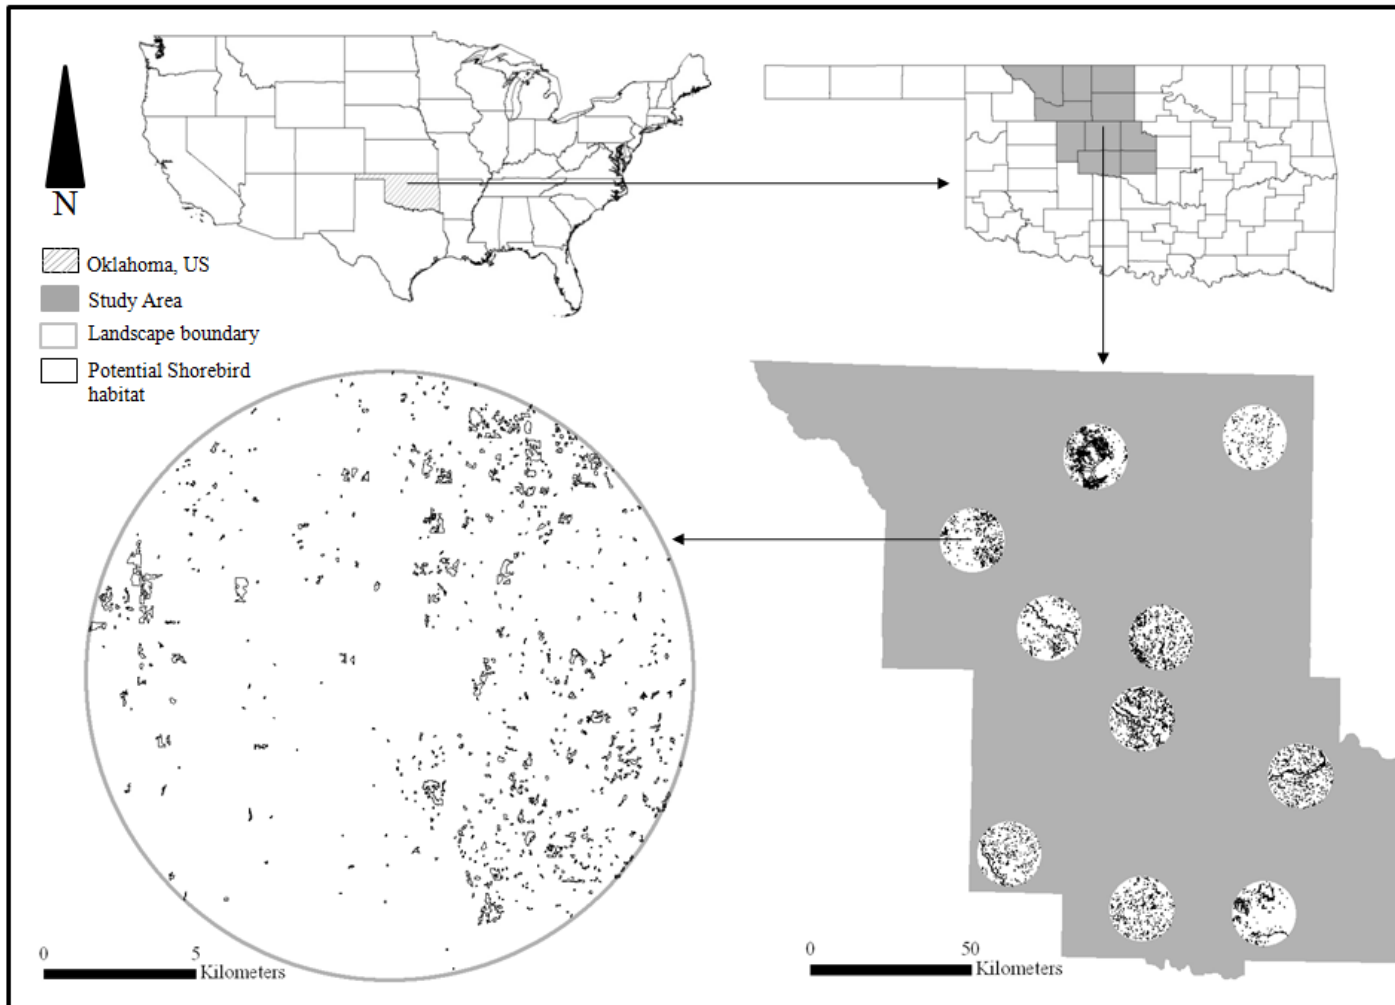 N
Oklahoma, US
Study Area
Landscape boundary
Potential Shorebird
habitat
0 5
Kilometers
0 50
Kilometers